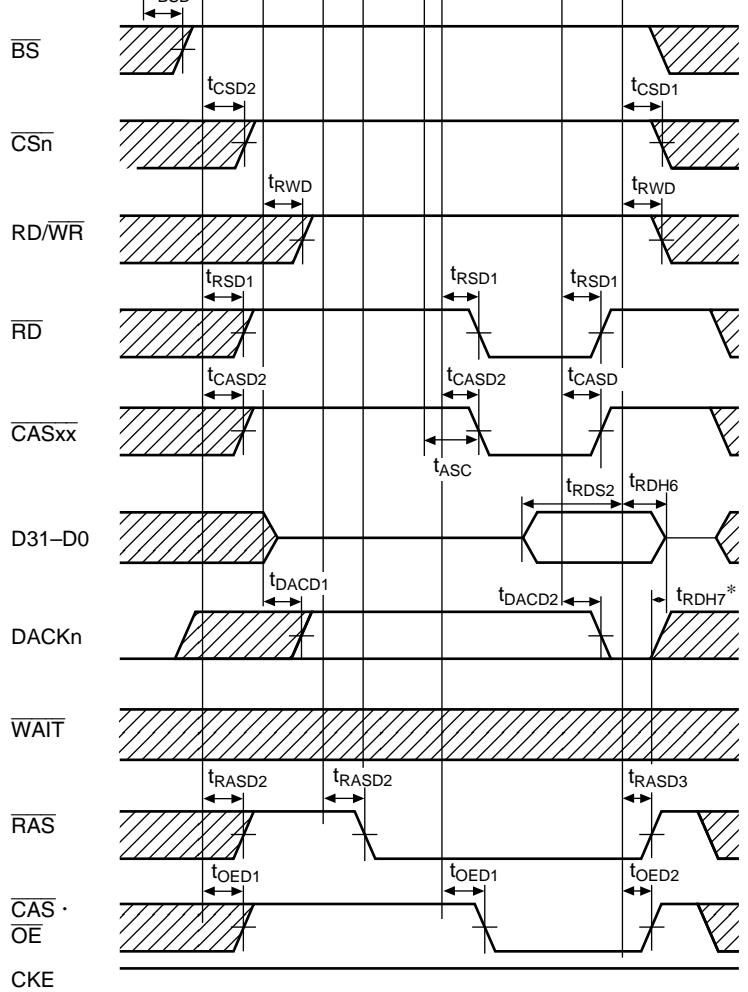 BS
tCSD2 tCSD1
CSn
tRWD tRWD
RD/WR
tRSD1 tRSD1 tRSD1
RD
tCASD2 tCASD2 tCASD
CASxx
tASC
tRDS2 tRDH6
D31–D0
tDACD1 tDACD2 tRDH7*
DACKn
WAIT
tRASD2 tRASD2 tRASD3
RAS
tOED1 tOED1 tOED2
CAS ·
OE
CKE